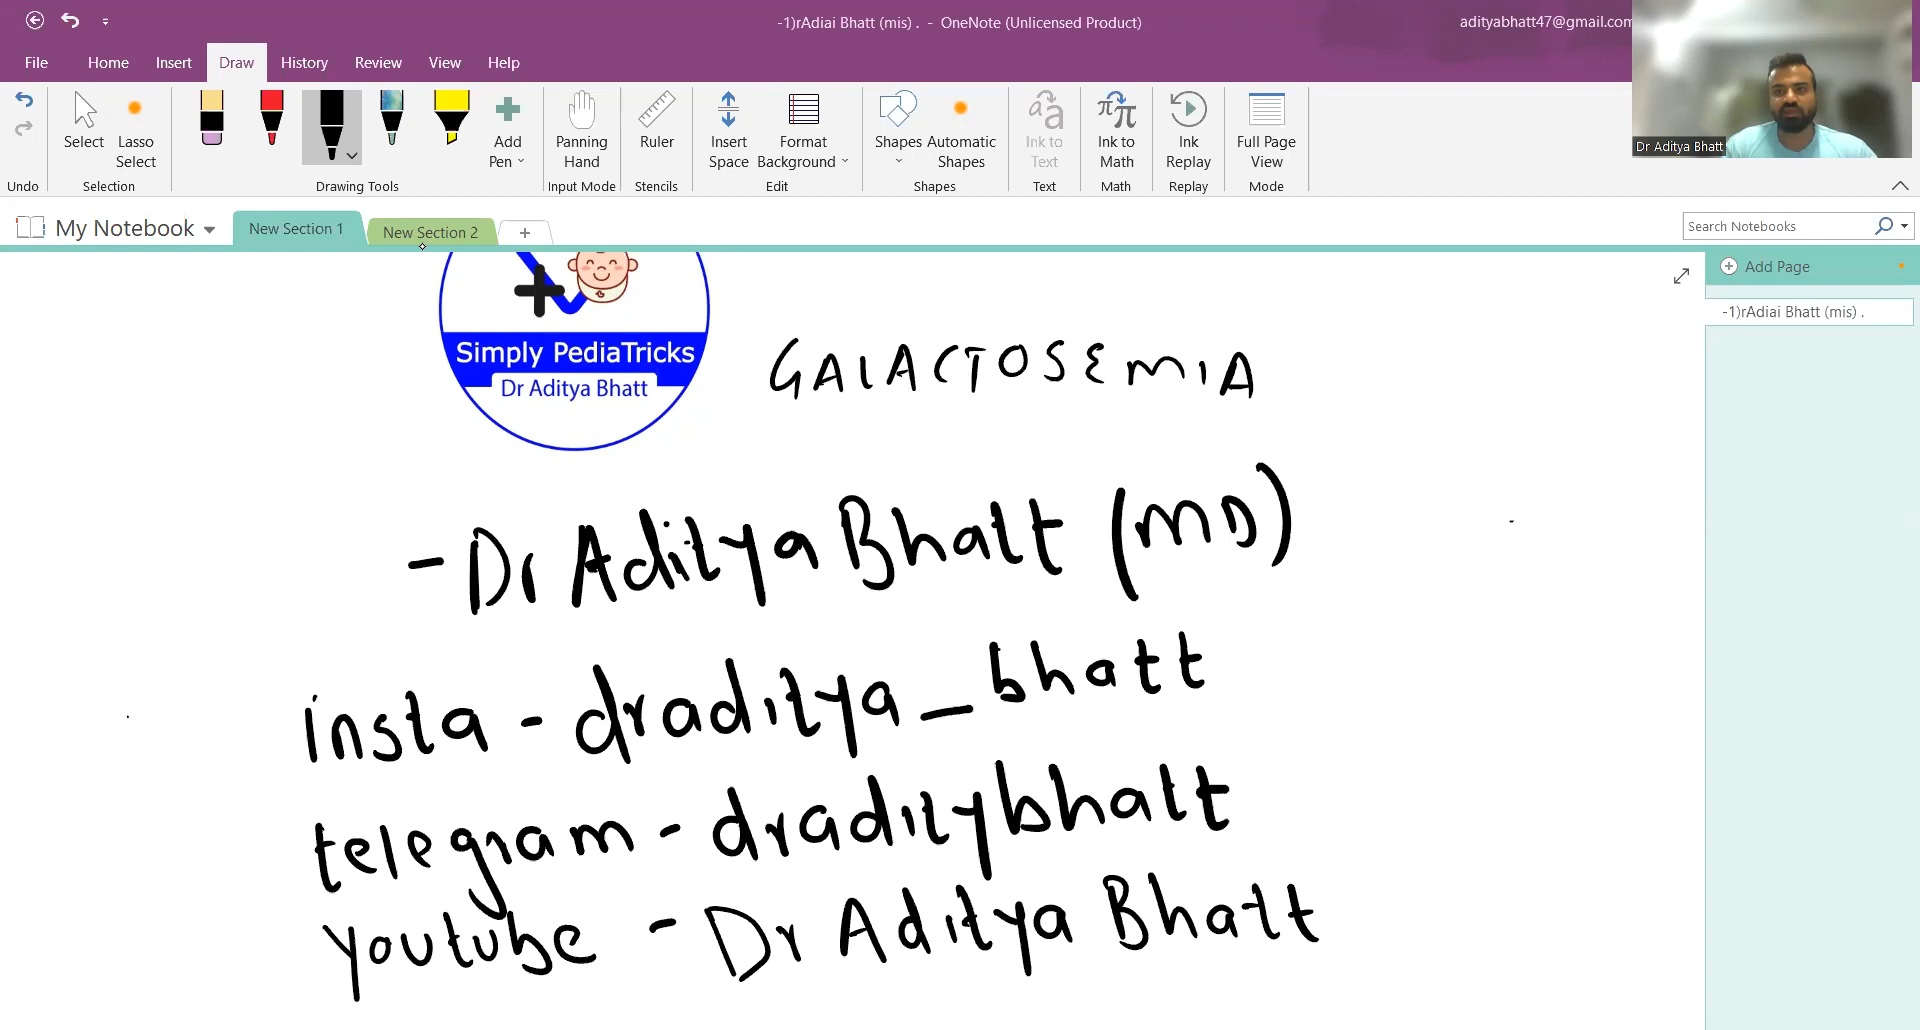 -1)rAdiai Bhatt (mis) . - OneNote (Unlicensed Product)
adityabhatt47@gmail.com
File Home Insert Draw History Review View Help
Select
Lasso Select
Add Pen
Panning Hand
Ruler
Insert Space
Format Background
Shapes
Automatic Shapes
Ink to Text
Ink to Math
Ink Replay
Full Page View
Dr Aditya Bhatt
Undo Selection Drawing Tools Input Mode Stencils Edit Shapes Text Math Replay Mode
My Notebook New Section 1 New Section 2
Search Notebooks
Add Page
-1)rAdiai Bhatt (mis) .
Simply PediaTricks
Dr Aditya Bhatt
GALACTOSEMIA
- Dr Aditya Bhatt (MD)
insta - draditya_bhatt
telegram - draditybhatt
youtube - Dr Aditya Bhatt